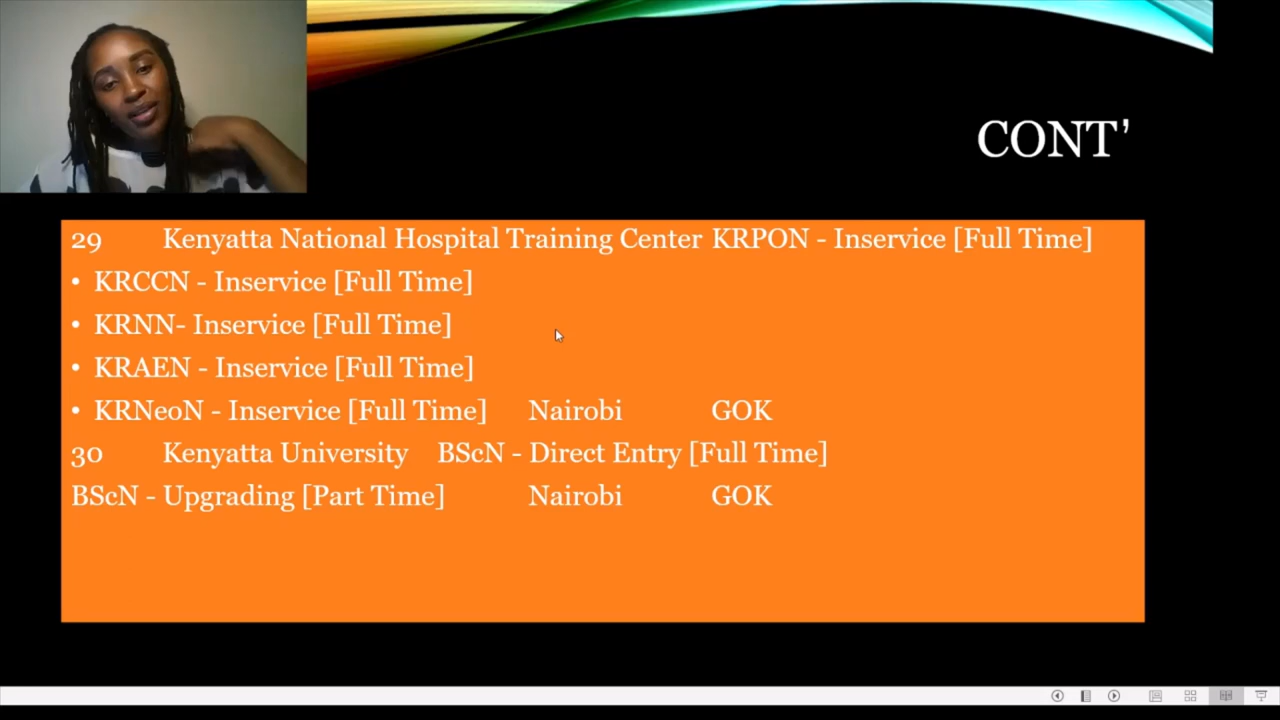 CONT’
29 Kenyatta National Hospital Training Center KRPON - Inservice [Full Time]
• KRCCN - Inservice [Full Time]
• KRNN- Inservice [Full Time]
• KRAEN - Inservice [Full Time]
• KRNeoN - Inservice [Full Time] Nairobi GOK
30 Kenyatta University BScN - Direct Entry [Full Time]
BScN - Upgrading [Part Time] Nairobi GOK